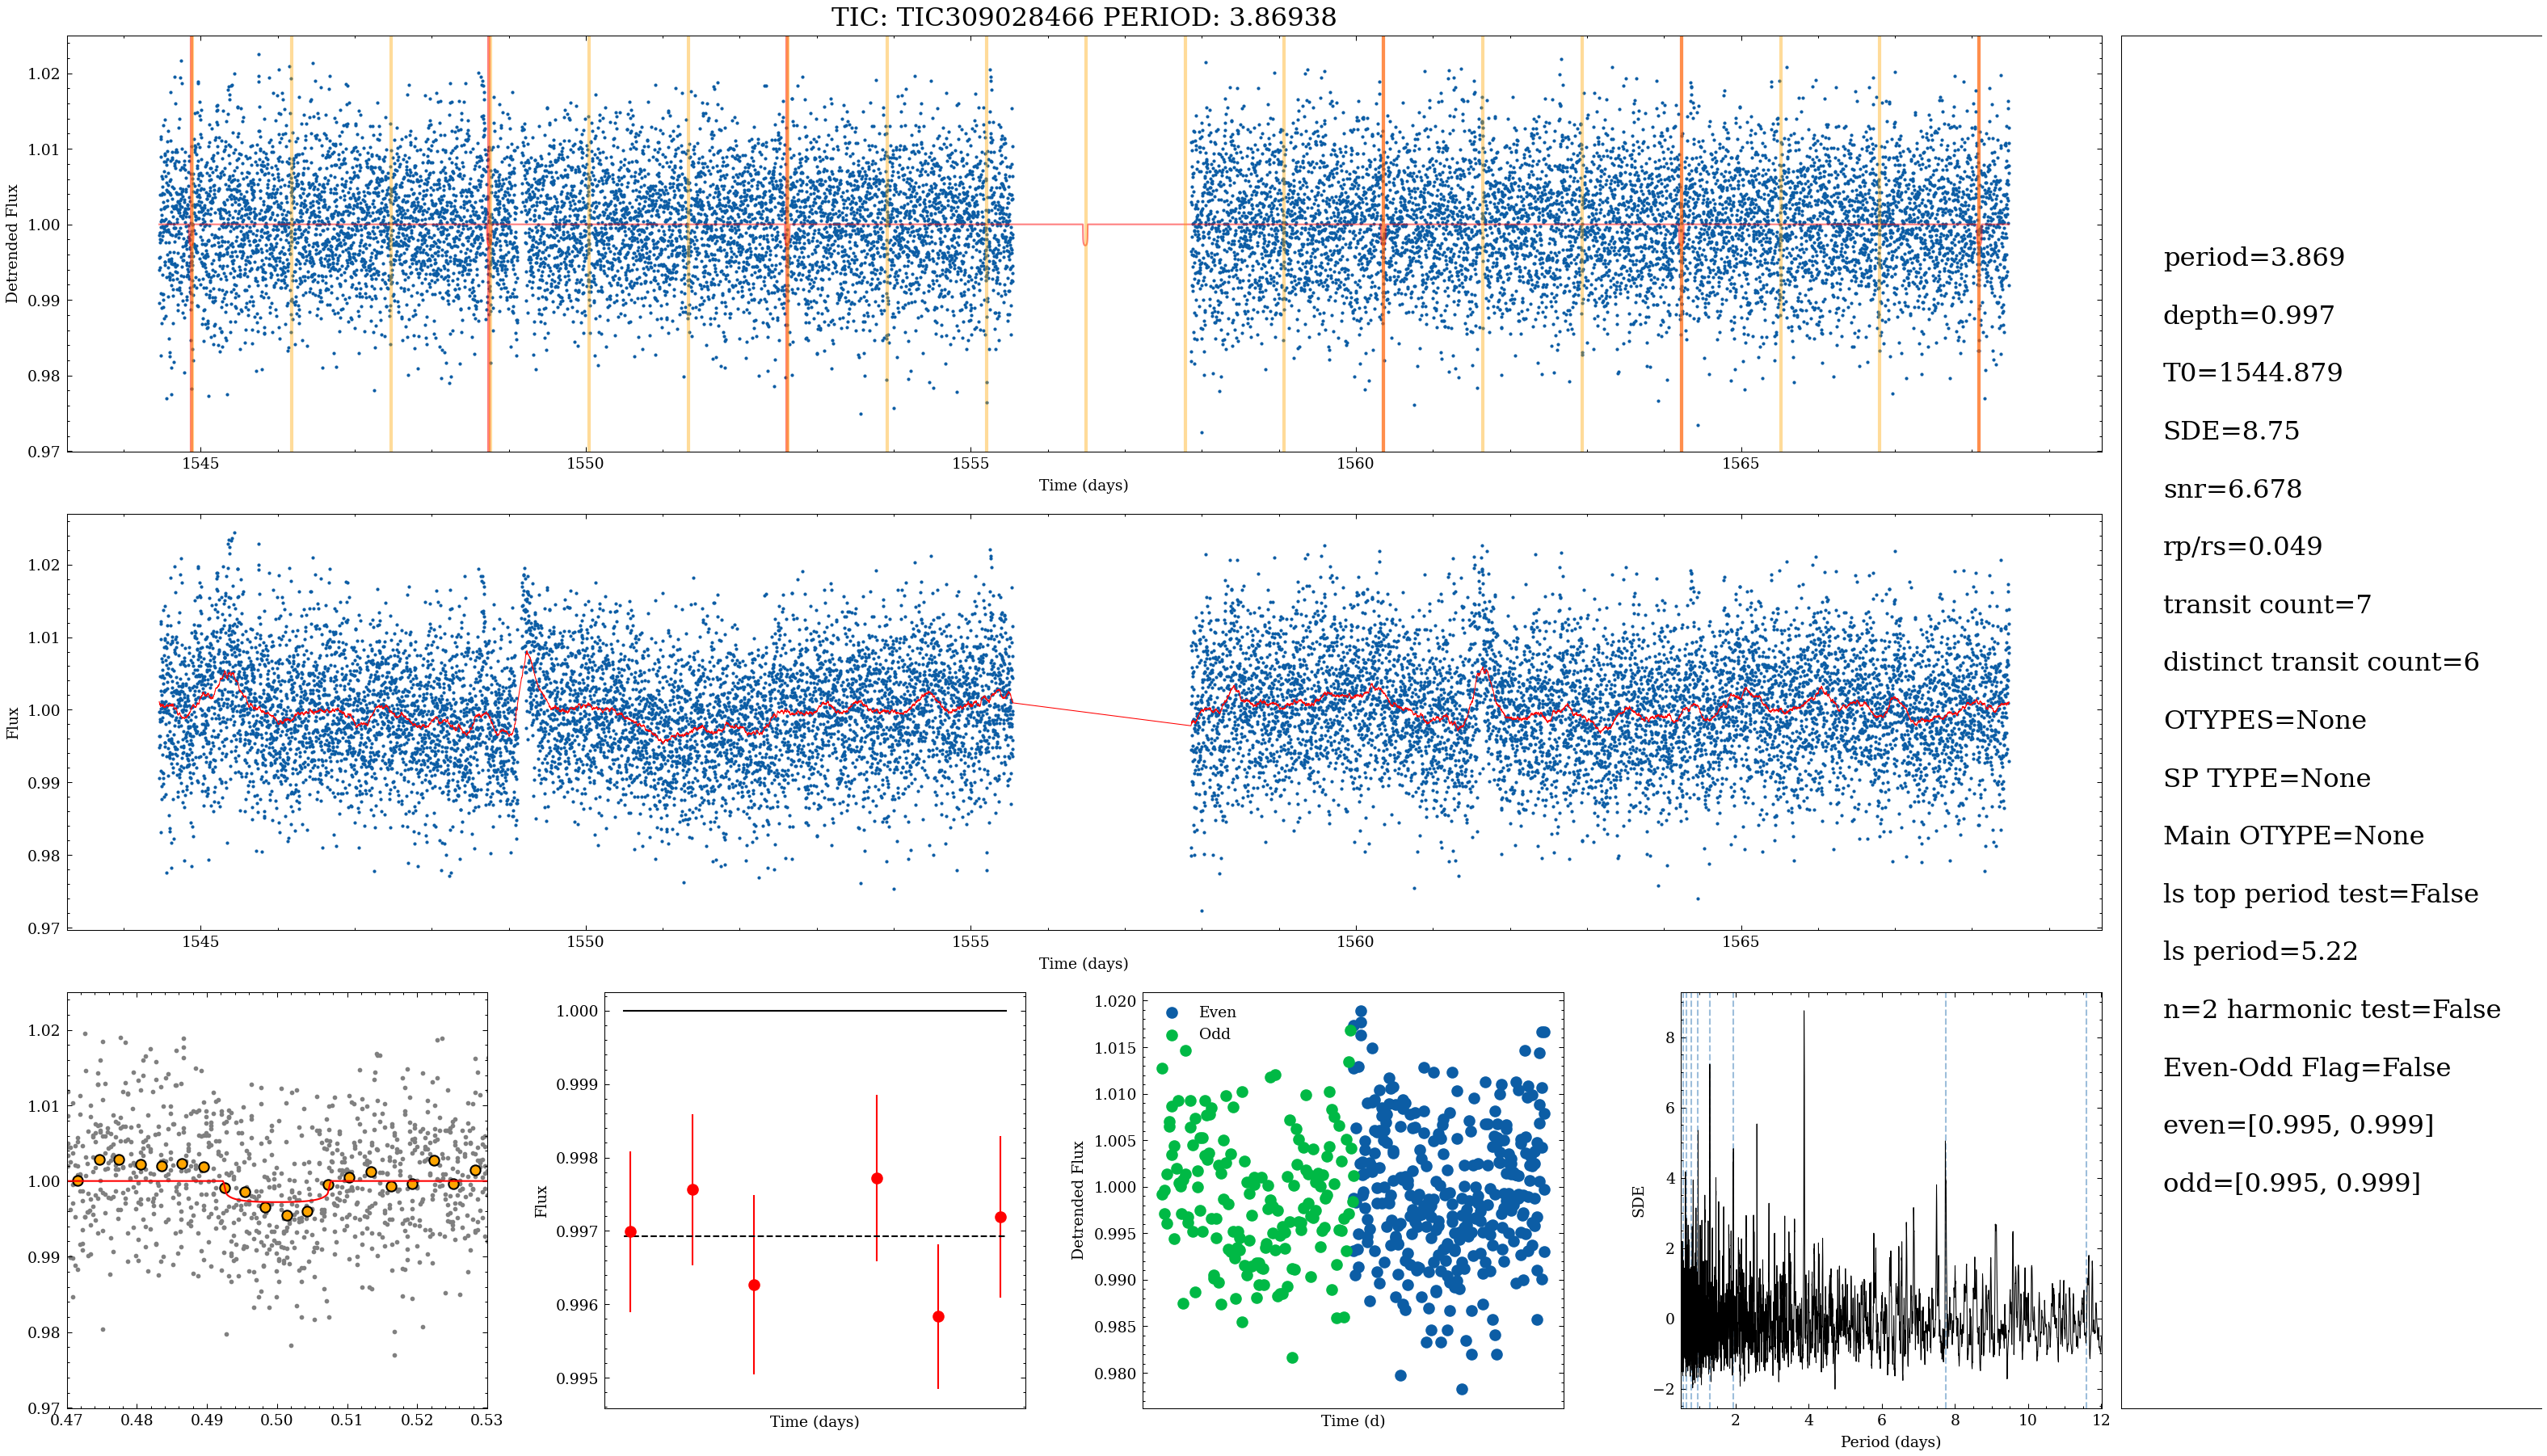 TIC: TIC309028466 PERIOD: 3.86938
1.02
1.01
1.00
0.99
0.98
0.97
Detrended Flux
1545
1550
1555
1560
1565
Time (days)
1.02
1.01
1.00
0.99
0.98
0.97
Flux
1545
1550
1555
1560
1565
Time (days)
1.02
1.01
1.00
0.99
0.98
0.97
0.47
0.48
0.49
0.50
0.51
0.52
0.53
1.000
0.999
0.998
0.997
0.996
0.995
Flux
Time (days)
Even
Odd
1.020
1.015
1.010
1.005
1.000
0.995
0.990
0.985
0.980
Detrended Flux
Time (d)
8
6
4
2
0
−2
SDE
2
4
6
8
10
12
Period (days)
period=3.869
depth=0.997
T0=1544.879
SDE=8.75
snr=6.678
rp/rs=0.049
transit count=7
distinct transit count=6
OTYPES=None
SP TYPE=None
Main OTYPE=None
ls top period test=False
ls period=5.22
n=2 harmonic test=False
Even-Odd Flag=False
even=[0.995, 0.999]
odd=[0.995, 0.999]